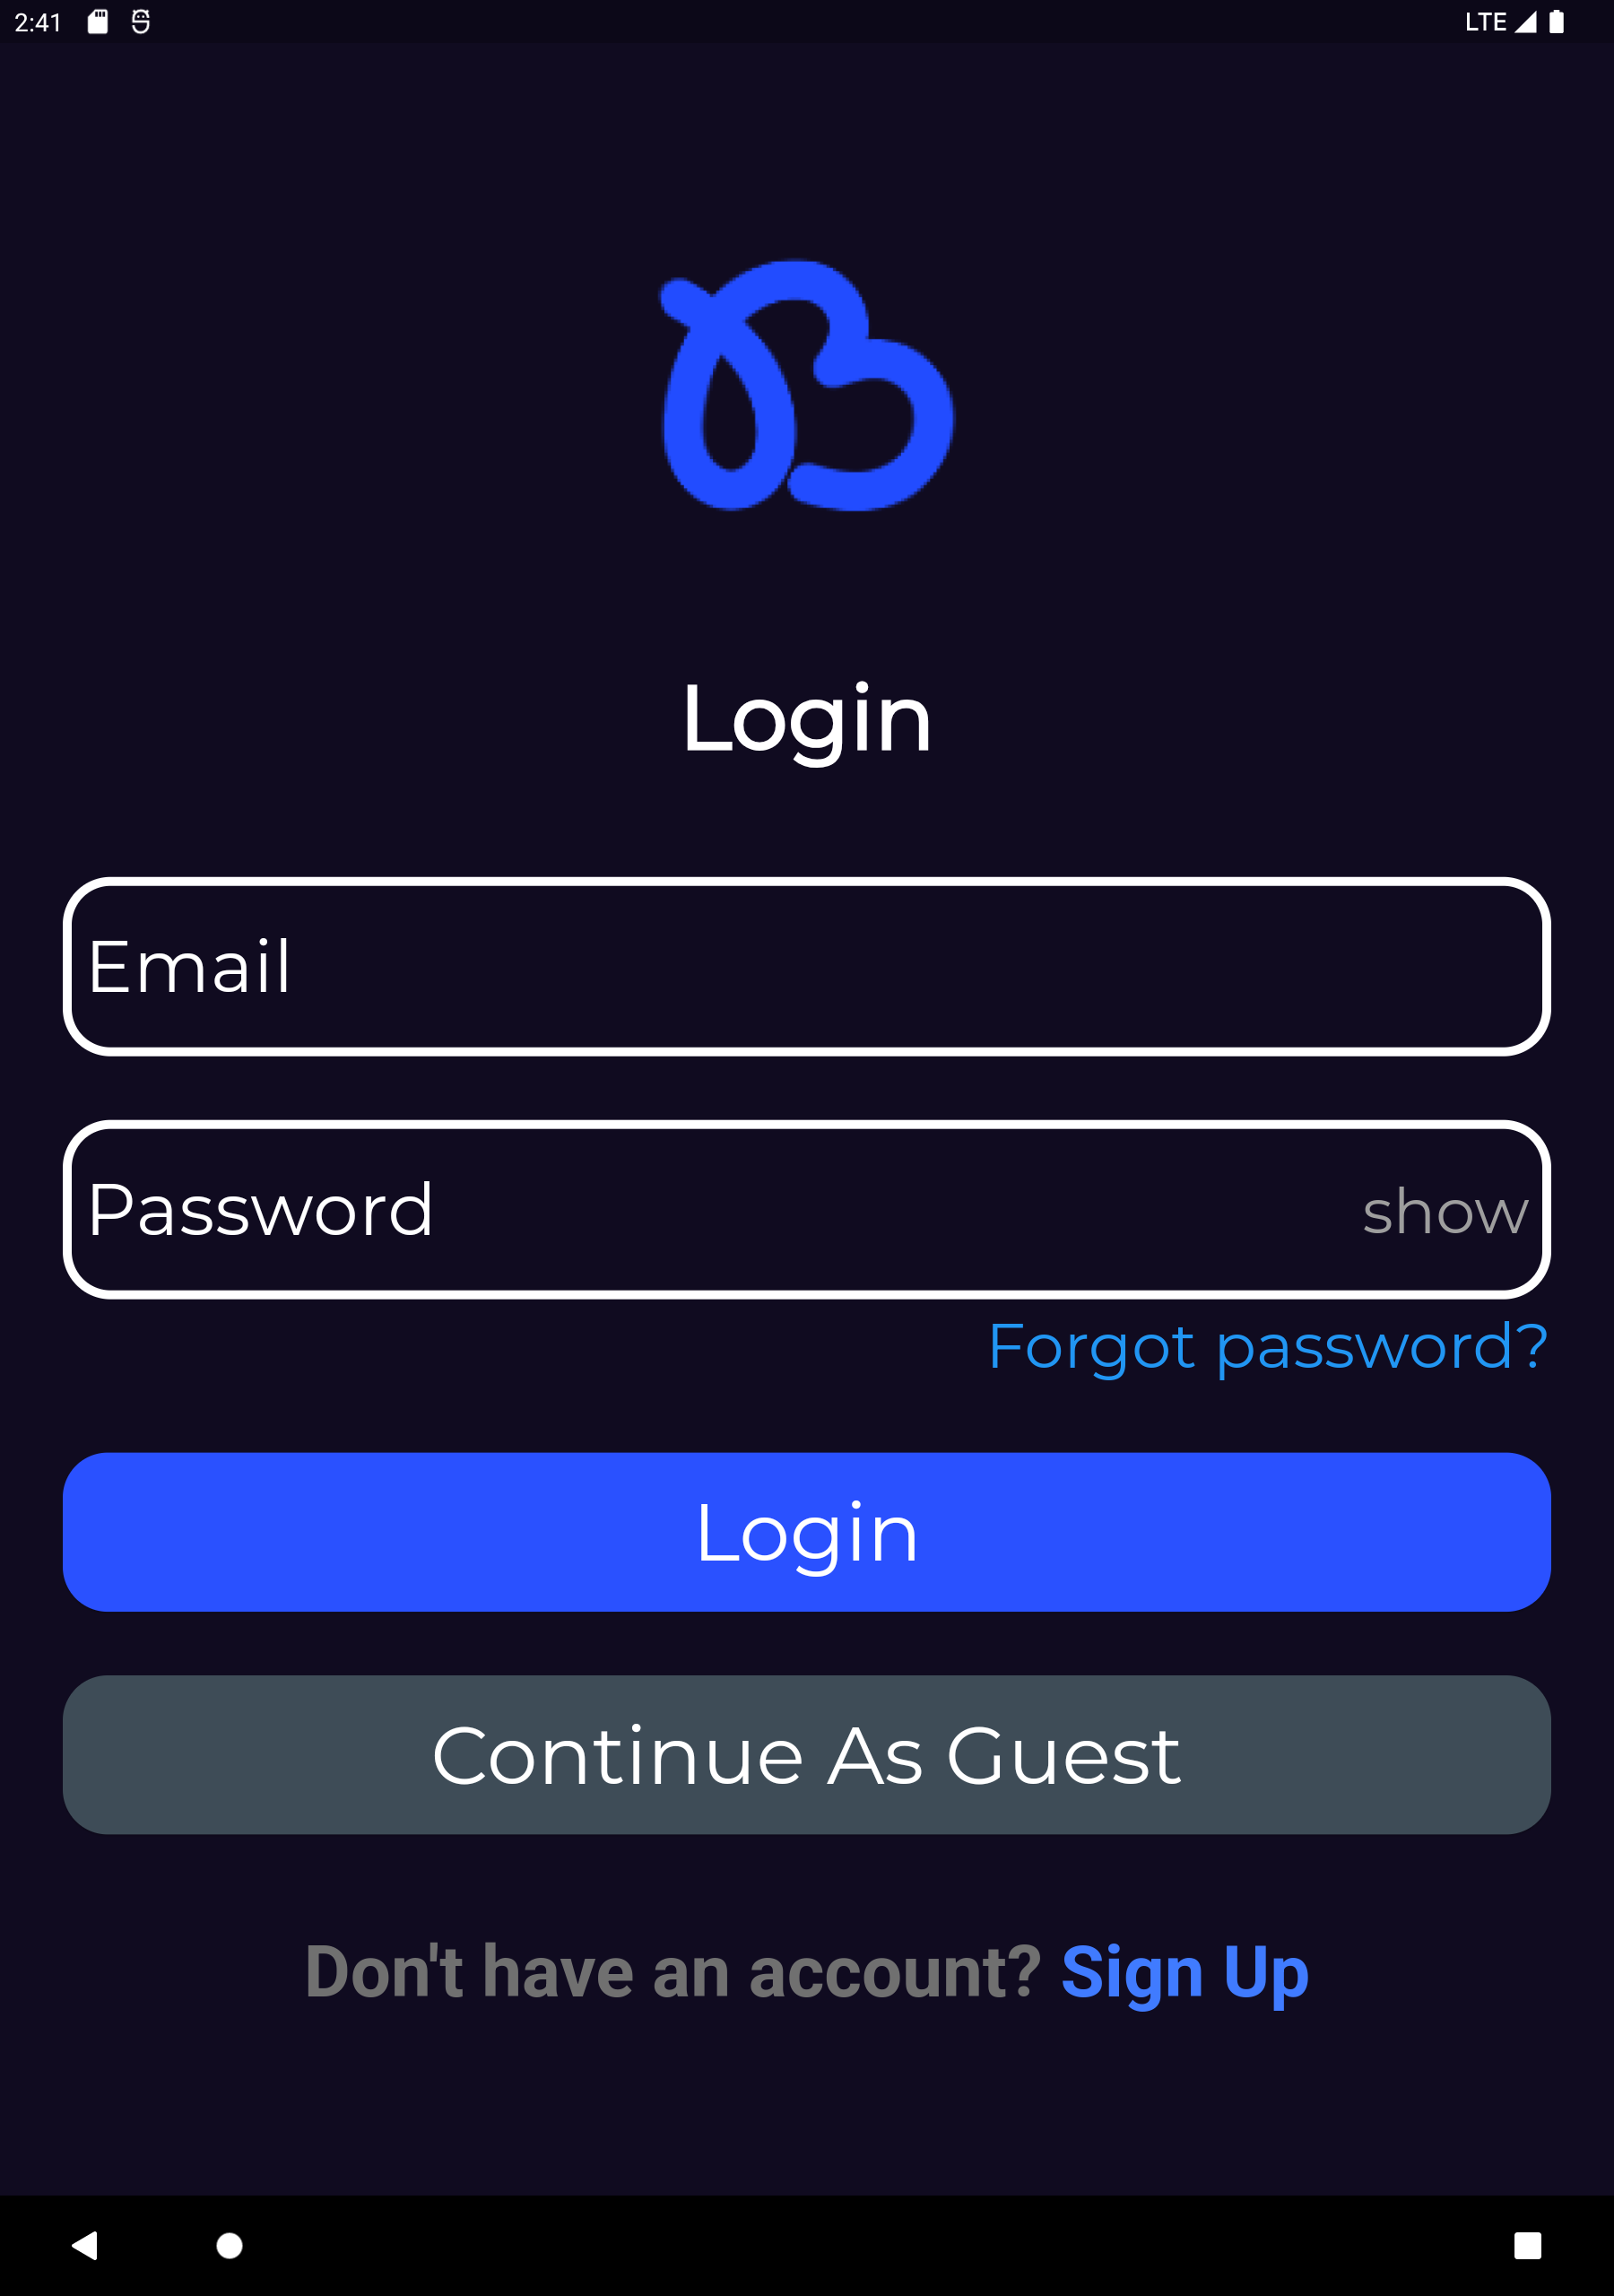 2:41 LTE
Login
Email
Password show
Forgot password?
Login
Continue As Guest
Don't have an account? Sign Up